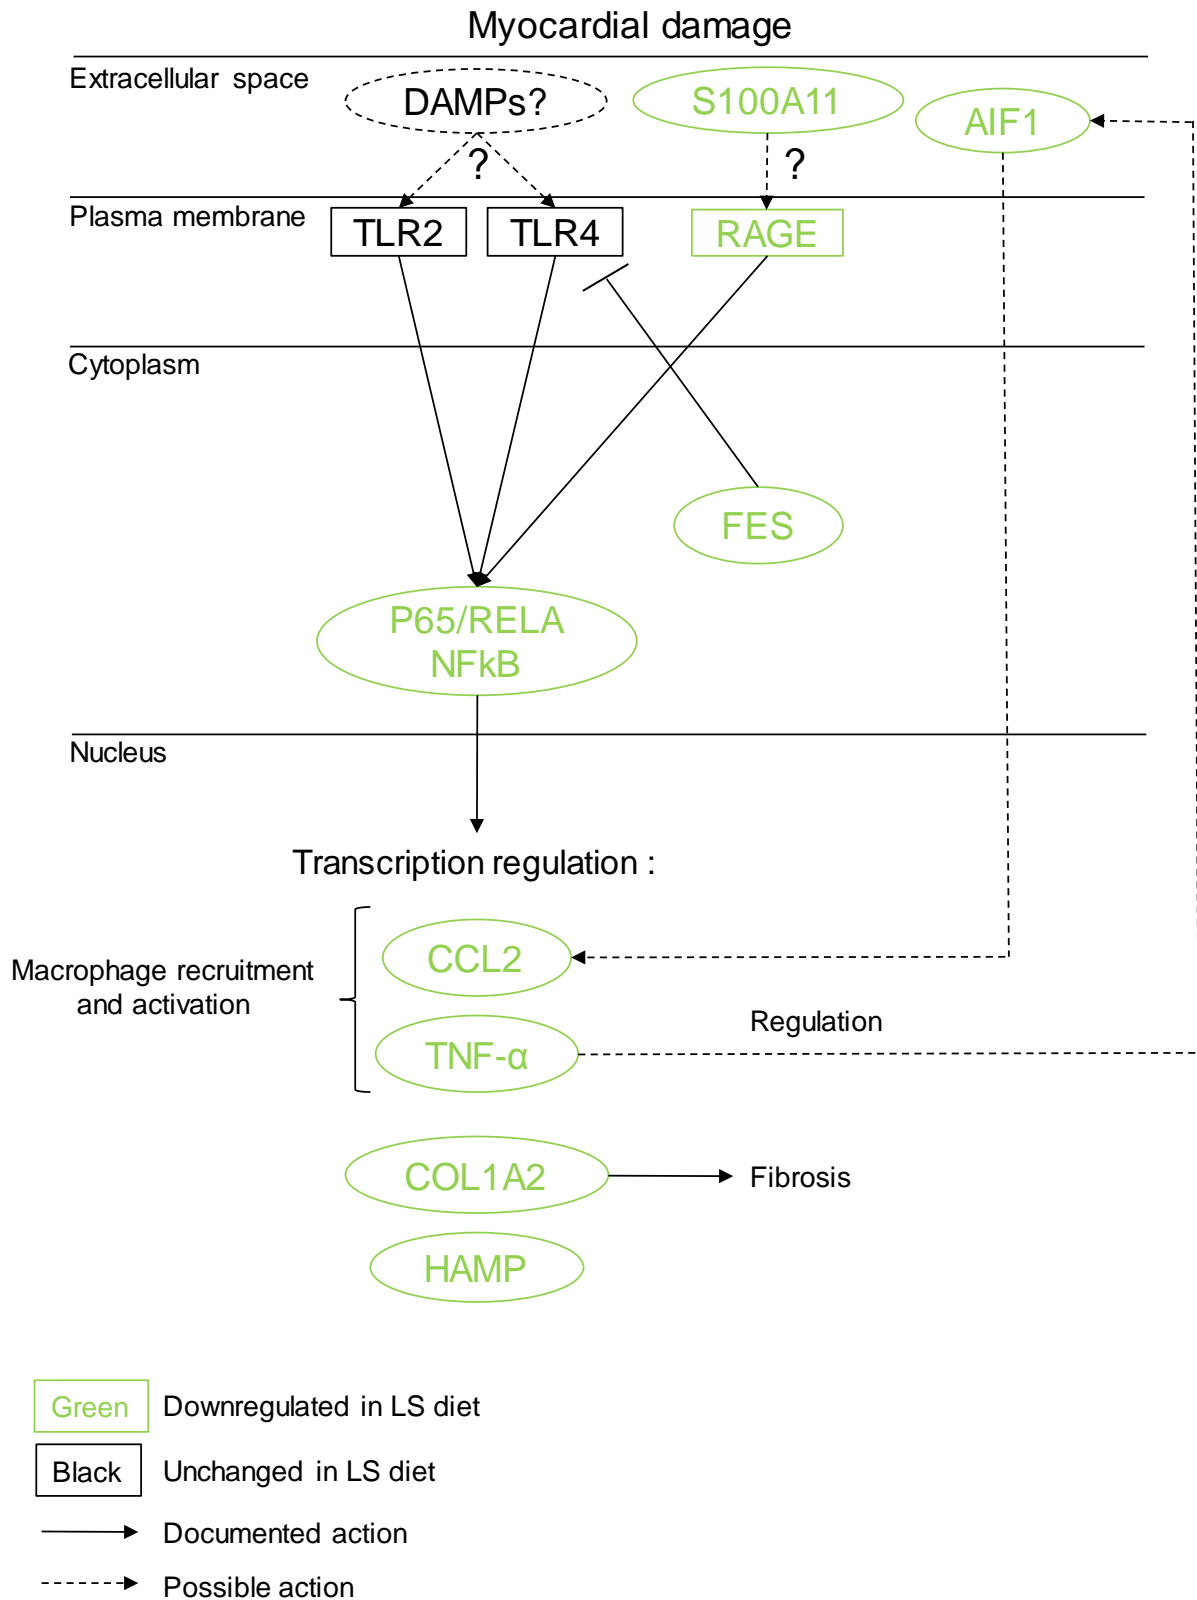 Myocardial damage
Extracellular space
DAMPs?
S100A11
AIF1
?
?
Plasma membrane
TLR2
TLR4
RAGE
Cytoplasm
FES
P65/RELA
NFkB
Nucleus
Transcription regulation :
CCL2
Macrophage recruitment
and activation
Regulation
TNF-α
COL1A2
Fibrosis
HAMP
Green
Downregulated in LS diet
Black
Unchanged in LS diet
Documented action
Possible action